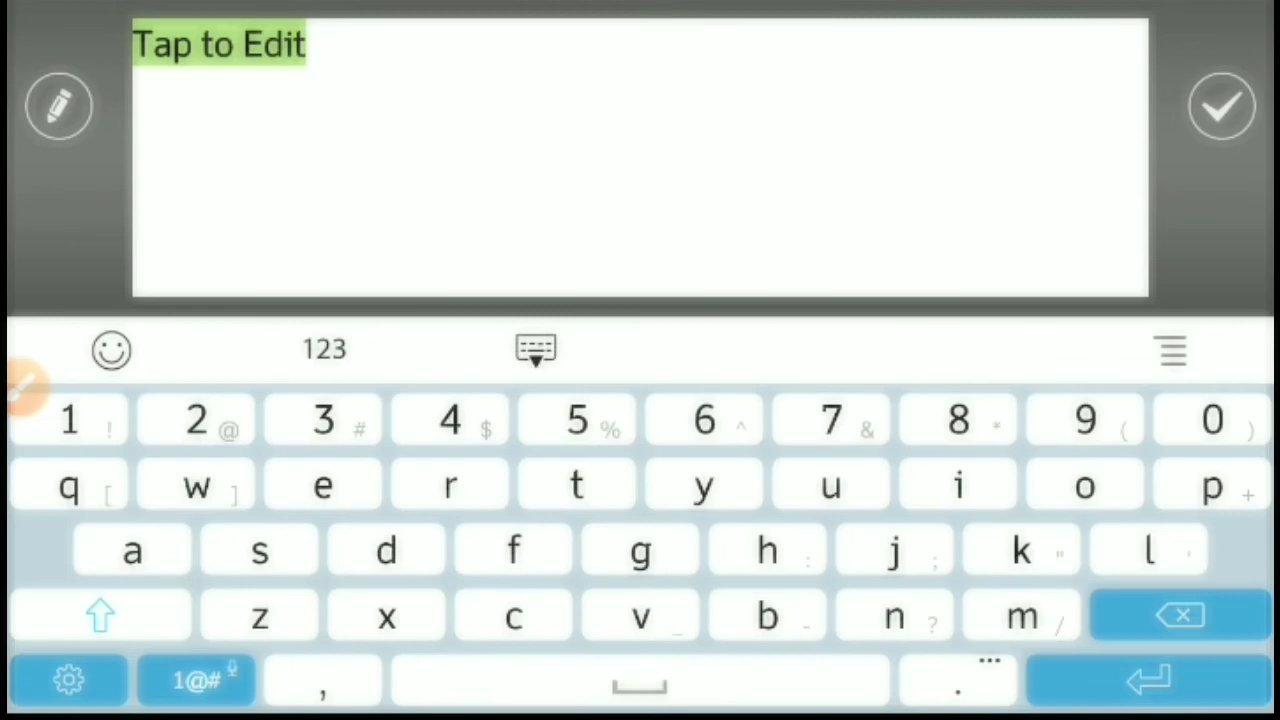 Tap to Edit
123
1 ! 2 @ 3 # 4 $ 5 % 6 ^ 7 & 8 * 9 ( 0 )
q [ w ] e r t y u i o p +
a s d f g h : j ; k " l '
z x c v _ b - n ? m /
1@# , . ...